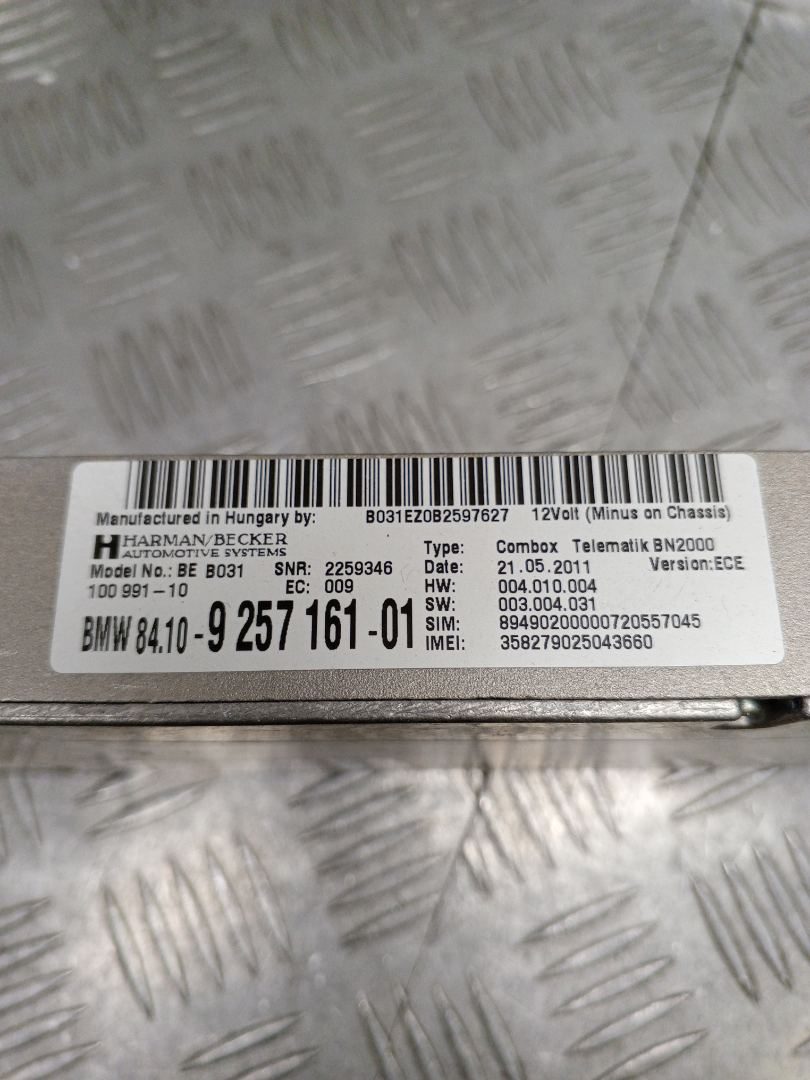 Manufactured in Hungary by: B031EZ0B2597627 12Volt (Minus on Chassis)
HARMAN/BECKER
AUTOMOTIVE SYSTEMS
Model No.: BE B031 SNR: 2259346
100 991-10 EC: 009
BMW 84.10-9 257 161-01
Type: Combox Telematik BN2000
Date: 21.05.2011 Version:ECE
HW: 004.010.004
SW: 003.004.031
SIM: 89490200000720557045
IMEI: 358279025043660